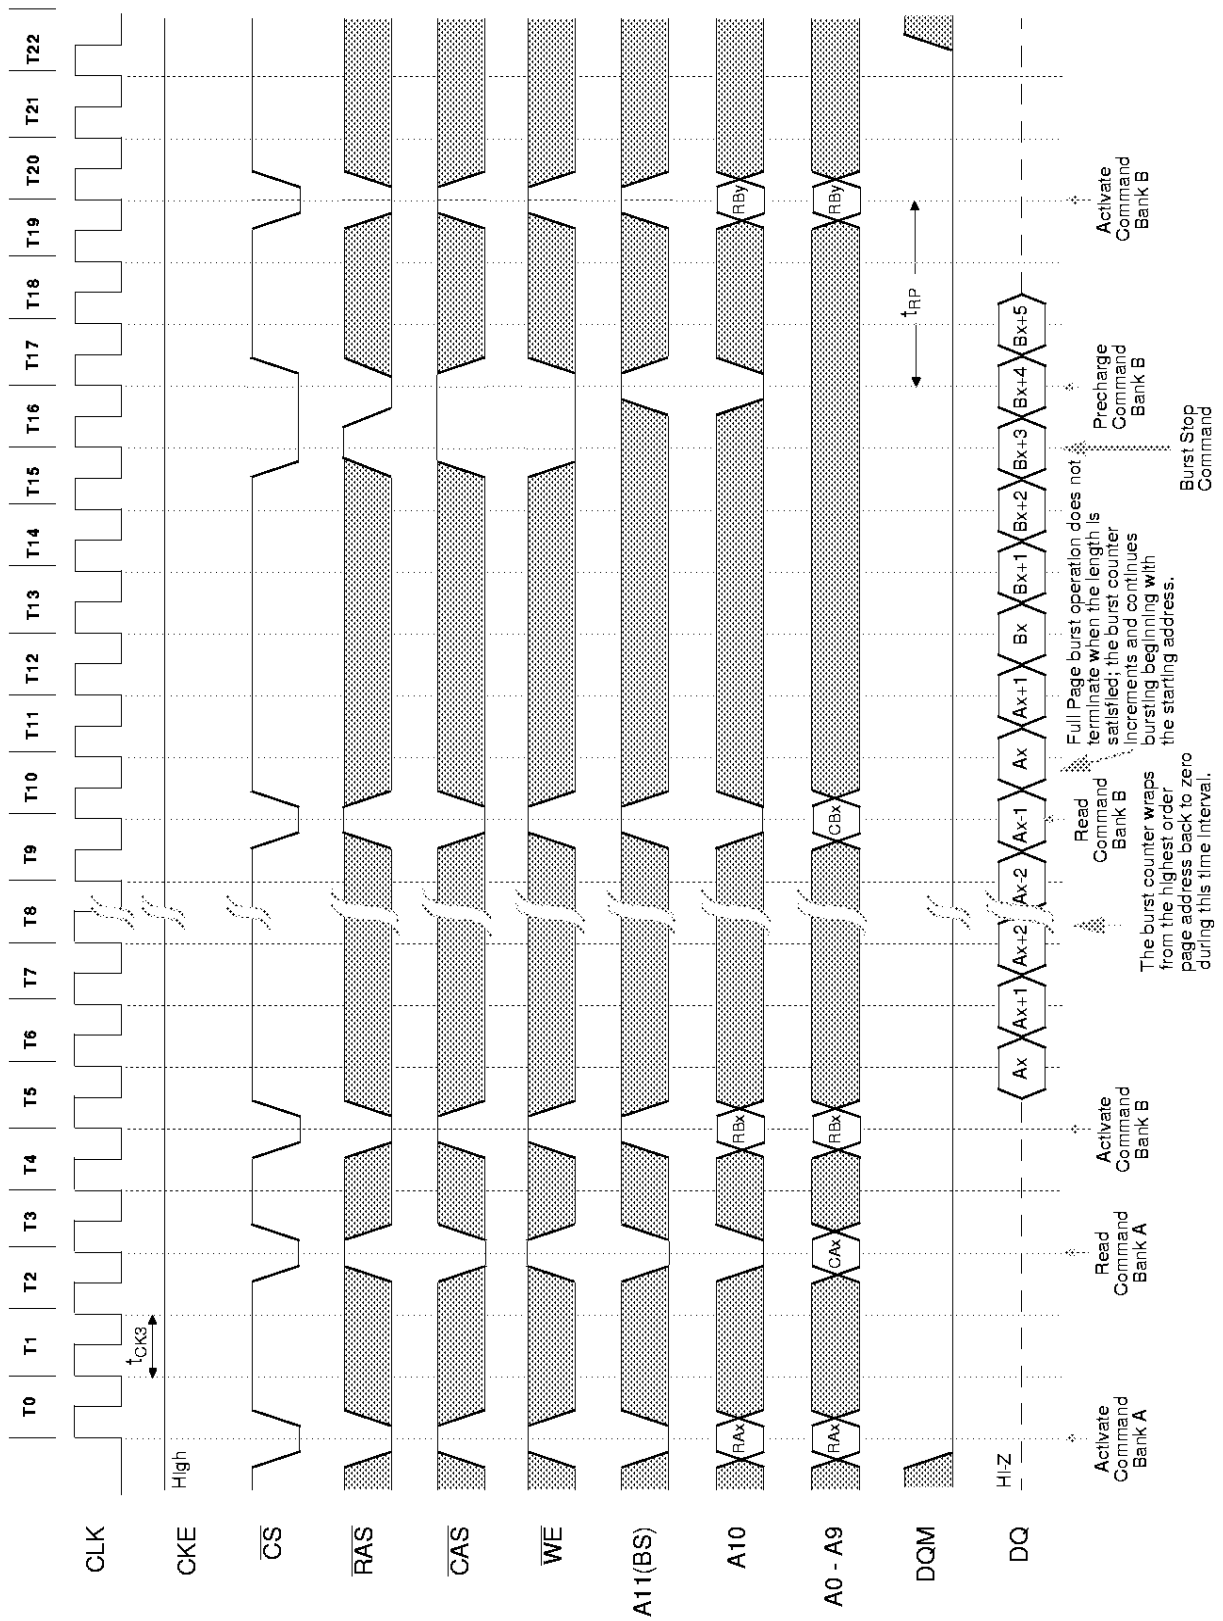 T0 T1 T2 T3 T4 T5 T6 T7 T8 T9 T10 T11 T12 T13 T14 T15 T16 T17 T18 T19 T20 T21 T22
CLK
tCK3
CKE
High
CS
RAS
CAS
WE
A11(BS)
A10
RAx RBx RBy
A0 - A9
RAx CAx RBx CBx RBy
DQM
tRP
DQ
Hi-Z
Ax Ax+1 Ax+2 Ax-2 Ax-1 Ax Ax+1 Bx Bx+1 Bx+2 Bx+3 Bx+4 Bx+5
Activate
Command
Bank A
Read
Command
Bank A
Activate
Command
Bank B
The burst counter wraps
from the highest order
page address back to zero
during this time interval.
Read
Command
Bank B
Full Page burst operation does not
terminate when the length is
satisfied; the burst counter
increments and continues
bursting beginning with
the starting address.
Burst Stop
Command
Precharge
Command
Bank B
Activate
Command
Bank B